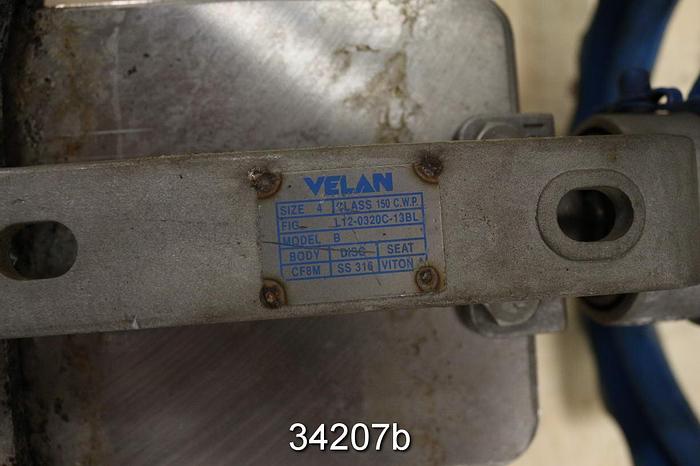 VELAN
SIZE 4 CLASS 150 C.W.P.
FIG. L12-0320C-13BL
MODEL B
BODY DISC SEAT
CF8M SS 316 VITON A
34207b